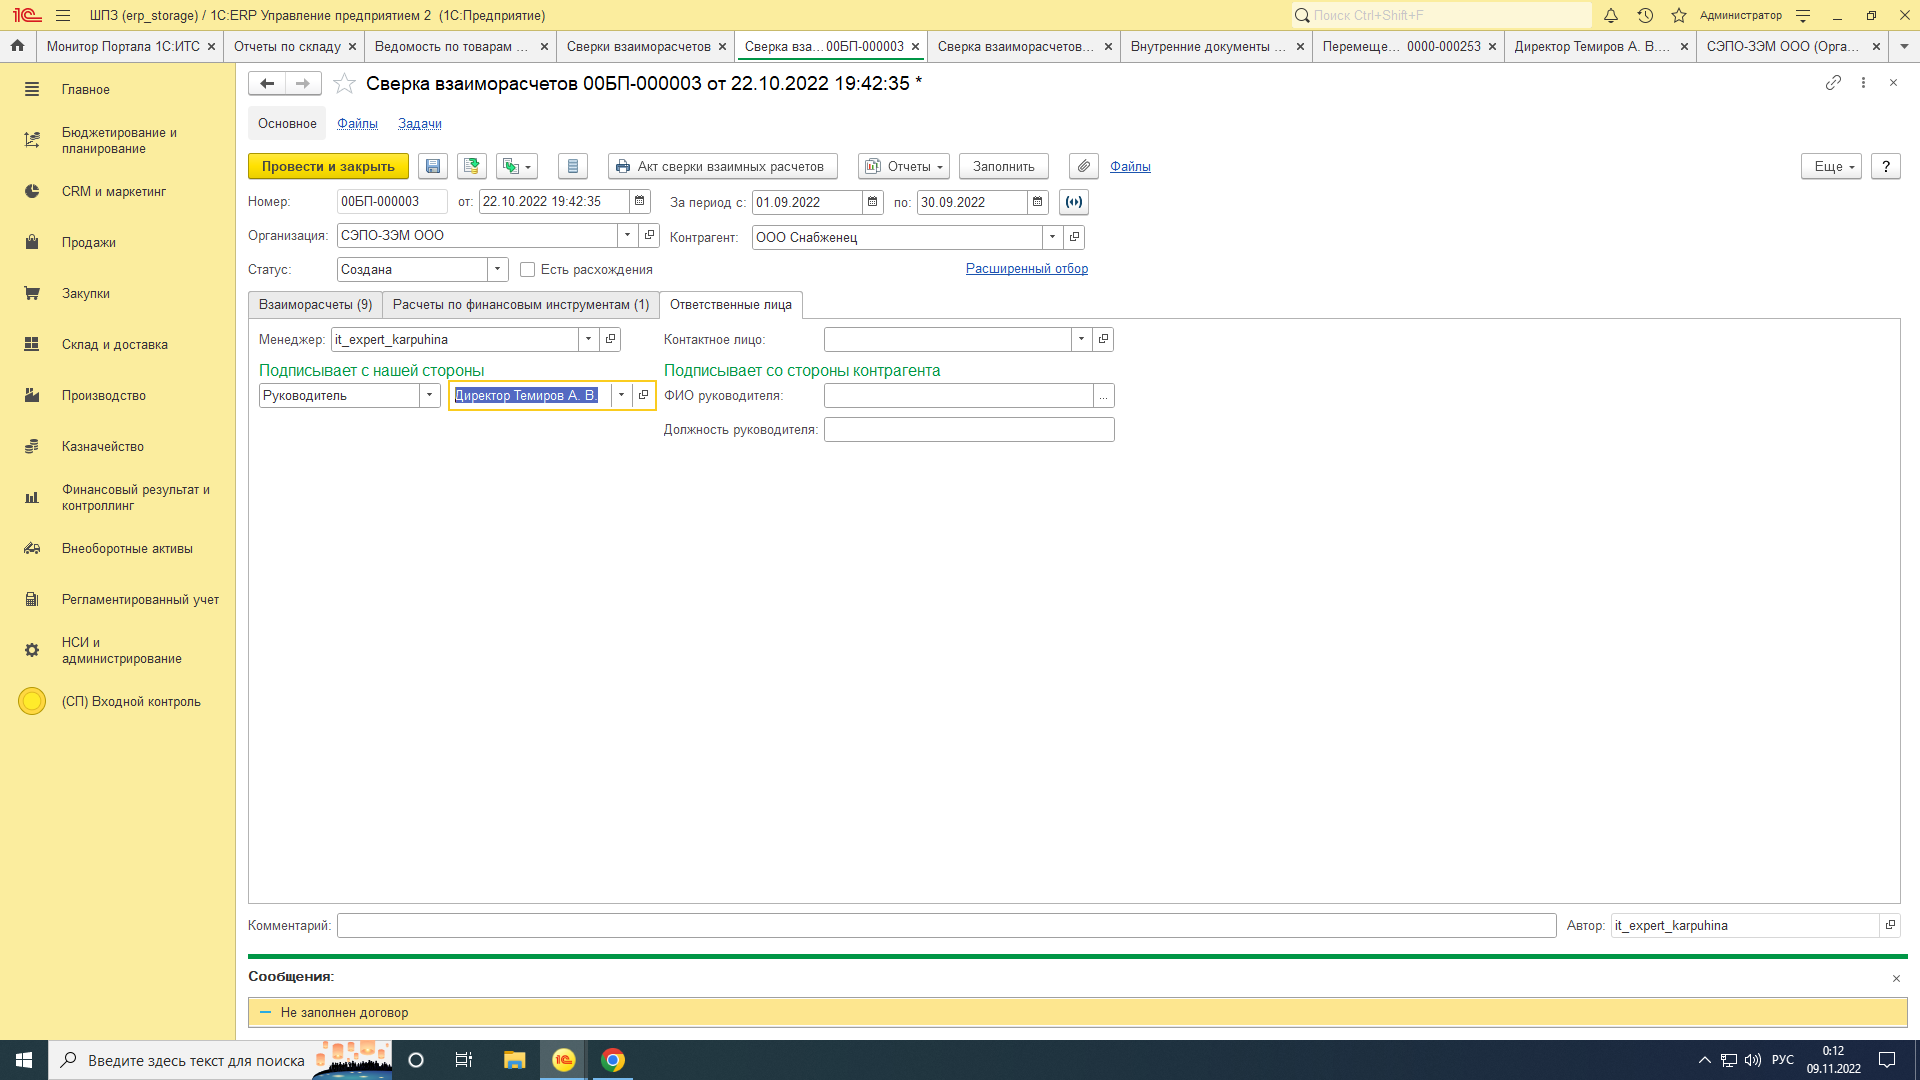 ШПЗ (erp_storage) / 1С:ERP Управление предприятием 2 (1С:Предприятие)
Поиск Ctrl+Shift+F
Администратор
Монитор Портала 1С:ИТС
Отчеты по складу
Ведомость по товарам ...
Сверки взаиморасчетов
Сверка вза... 00БП-000003
Сверка взаиморасчетов...
Внутренние документы ...
Перемеще... 0000-000253
Директор Темиров А. В....
СЭПО-ЗЭМ ООО (Орга...
Главное
Бюджетирование и
планирование
CRM и маркетинг
Продажи
Закупки
Склад и доставка
Производство
Казначейство
Финансовый результат и
контроллинг
Внеоборотные активы
Регламентированный учет
НСИ и
администрирование
(СП) Входной контроль
Сверка взаиморасчетов 00БП-000003 от 22.10.2022 19:42:35 *
Основное Файлы Задачи
Провести и закрыть Акт сверки взаимных расчетов Отчеты Заполнить Файлы Еще ?
Номер: 00БП-000003 от: 22.10.2022 19:42:35 За период с: 01.09.2022 по: 30.09.2022
Организация: СЭПО-ЗЭМ ООО Контрагент: ООО Снабженец
Статус: Создана Есть расхождения Расширенный отбор
Взаиморасчеты (9) Расчеты по финансовым инструментам (1) Ответственные лица
Менеджер: it_expert_karpuhina Контактное лицо:
Подписывает с нашей стороны Подписывает со стороны контрагента
Руководитель Директор Темиров А. В. ФИО руководителя: ...
Должность руководителя:
Комментарий: Автор: it_expert_karpuhina
Сообщения:
Не заполнен договор
Введите здесь текст для поиска
РУС
0:12
09.11.2022